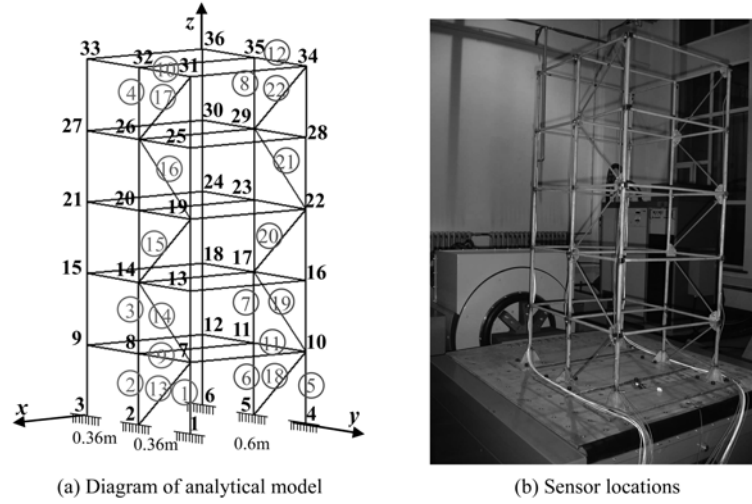 z
36
33 32 31 35 ⑫ 34
⑩
④ ⑰ ⑧ ㉒
30
27 26 25 29 28
⑯ ㉑
24
21 20 19 23 22
⑮ ⑳
18
15 14 13 17 16
③ ⑭ ⑦ ⑲
12
9 8 7 11 10
⑨ ⑪
② ⑬ ① ⑥ ⑱ ⑤
6
x 3 2 1 5 4 y
0.36m 0.36m 0.6m
(a) Diagram of analytical model
(b) Sensor locations